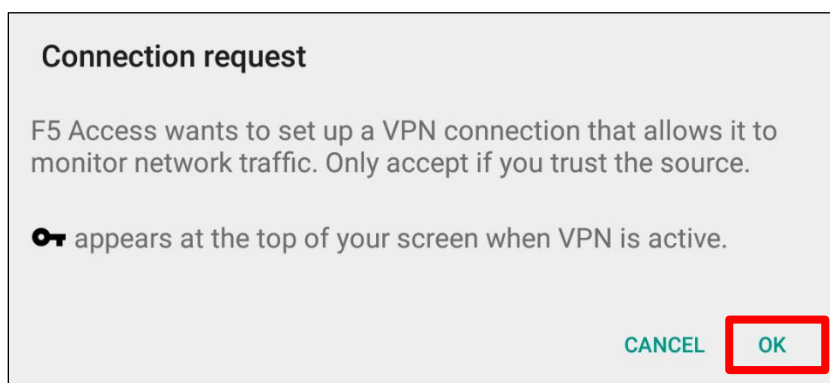 Connection request
F5 Access wants to set up a VPN connection that allows it to
monitor network traffic. Only accept if you trust the source.
appears at the top of your screen when VPN is active.
CANCEL OK